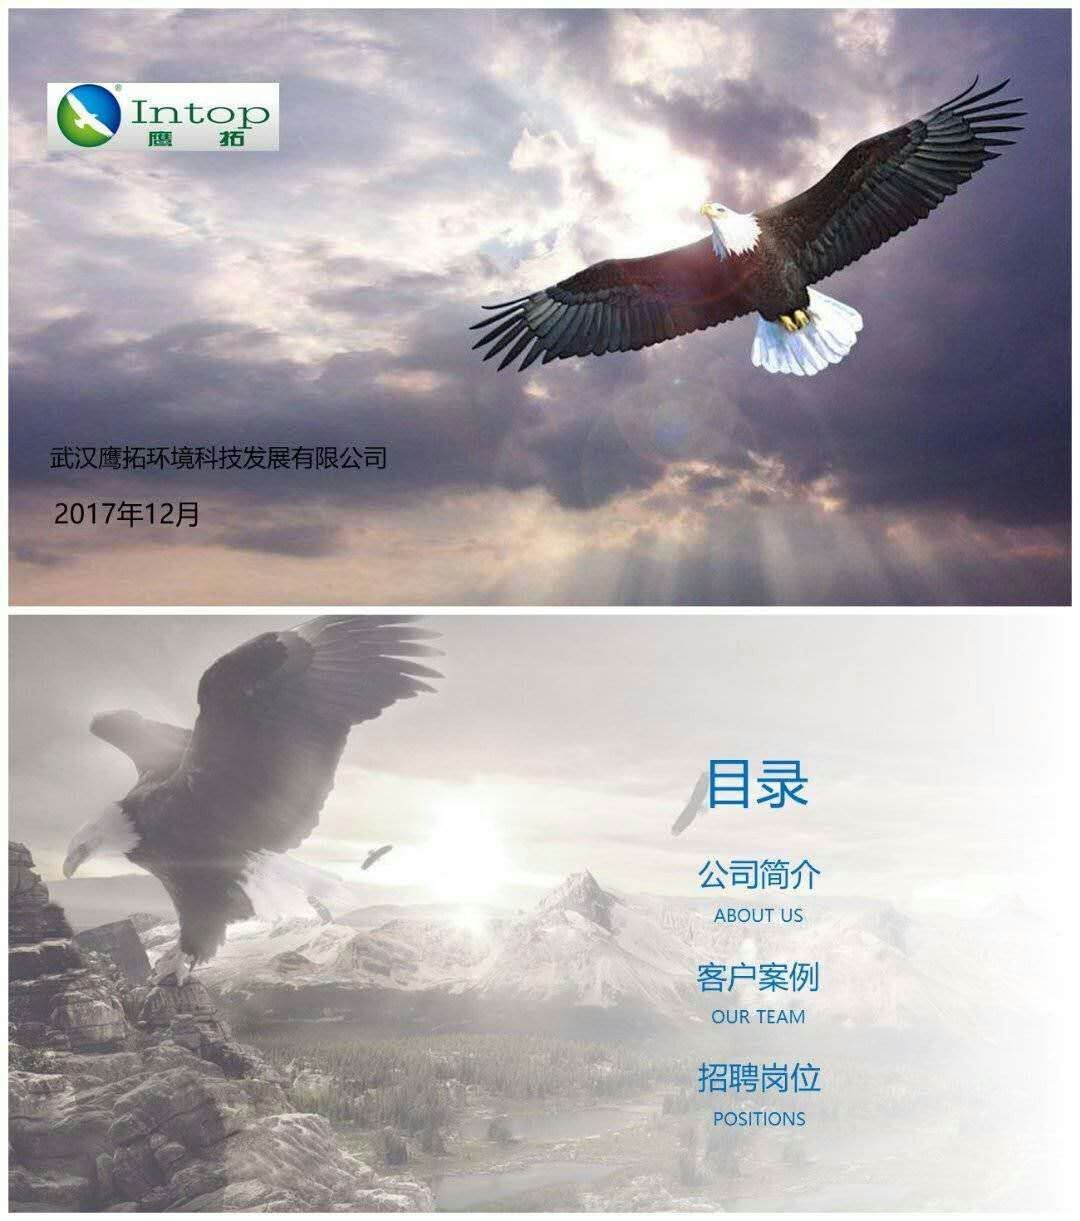 ®
Intop
鹰 拓
武汉鹰拓环境科技发展有限公司
2017年12月
目录
公司简介
ABOUT US
客户案例
OUR TEAM
招聘岗位
POSITIONS